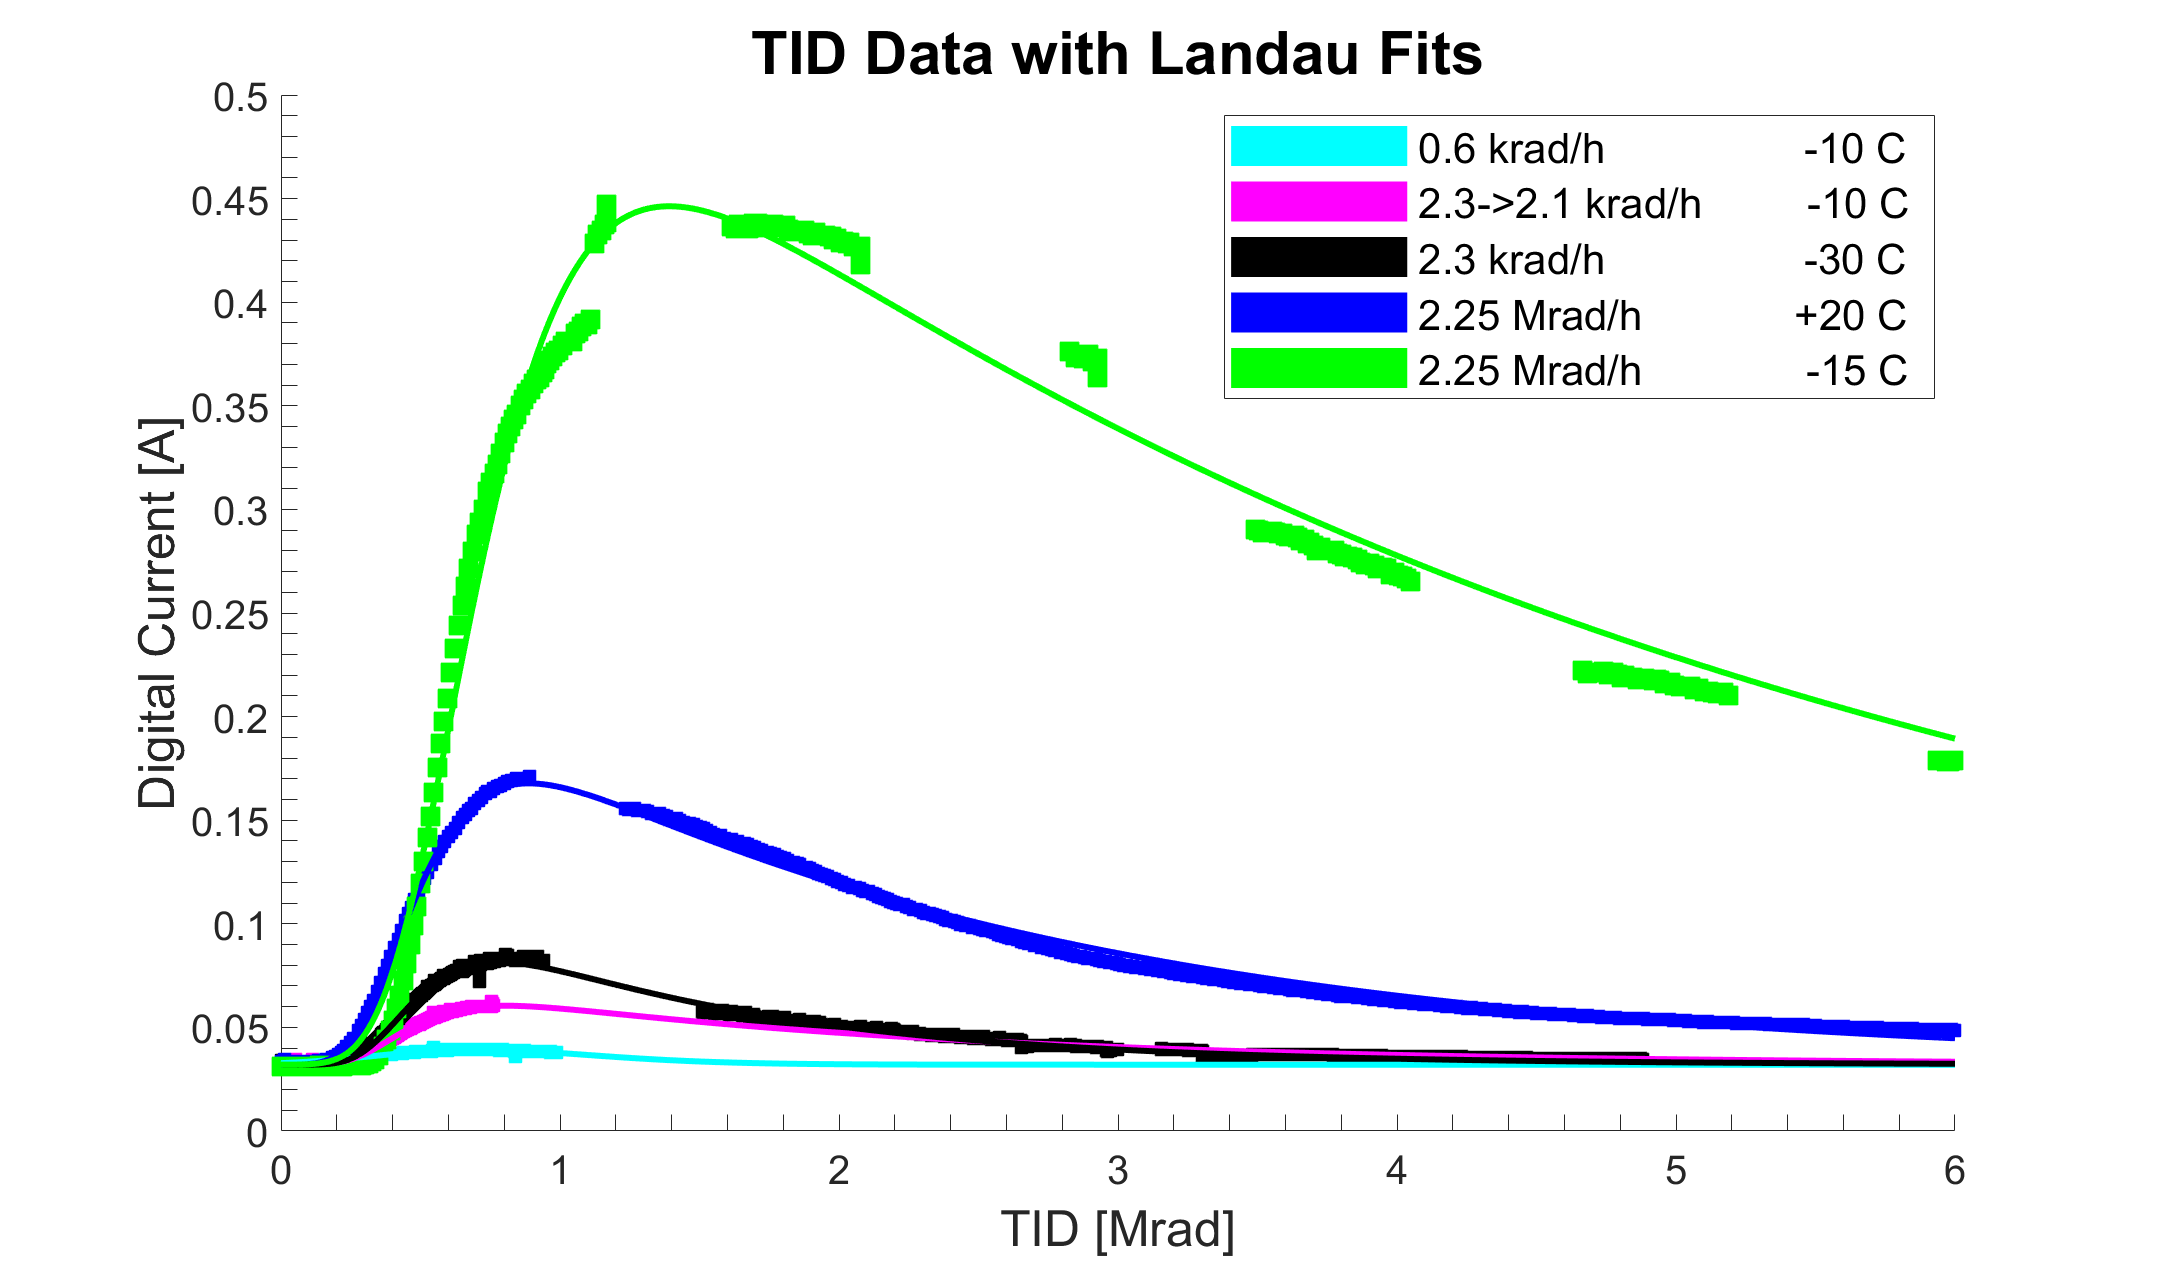 TID Data with Landau Fits
0.5
0.45
0.4
0.35
0.3
0.25
0.2
0.15
0.1
0.05
0
Digital Current [A]
0.6 krad/h -10 C
2.3->2.1 krad/h -10 C
2.3 krad/h -30 C
2.25 Mrad/h +20 C
2.25 Mrad/h -15 C
0 1 2 3 4 5 6
TID [Mrad]